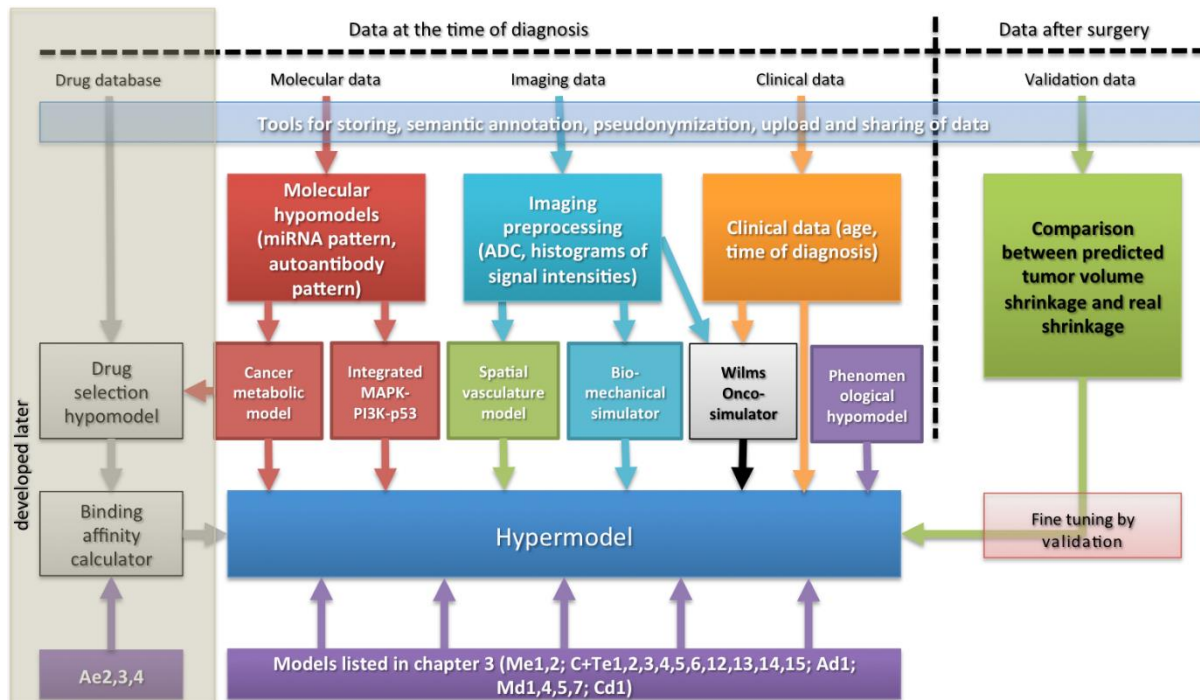 Data at the time of diagnosis
Data after surgery
Drug database
Molecular data
Imaging data
Clinical data
Validation data
Tools for storing, semantic annotation, pseudonymization, upload and sharing of data
Molecular
hypomodels
(miRNA pattern,
autoantibody
pattern)
Imaging
preprocessing
(ADC, histograms of
signal intensities)
Clinical data (age,
time of diagnosis)
Comparison
between predicted
tumor volume
shrinkage and real
shrinkage
Drug
selection
hypomodel
Cancer
metabolic
model
Integrated
MAPK-
PI3K-p53
Spatial
vasculature
model
Bio-
mechanical
simulator
Wilms
Onco-
simulator
Phenomen
ological
hypomodel
developed later
Binding
affinity
calculator
Hypermodel
Fine tuning by
validation
Ae2,3,4
Models listed in chapter 3 (Me1,2; C+Te1,2,3,4,5,6,12,13,14,15; Ad1;
Md1,4,5,7; Cd1)